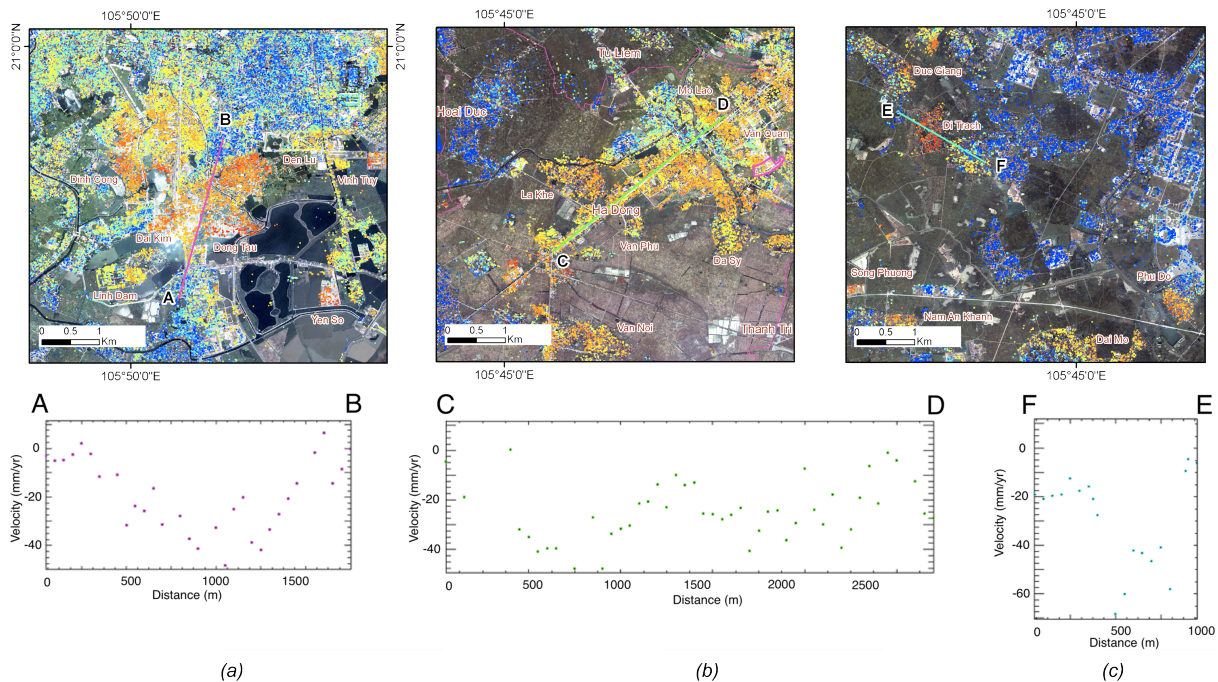 105°50'0"E
105°45'0"E
105°45'0"E
21°0'0"N
21°0'0"N
B
Den Lu
Vinh Tuy
Dinh Cong
Dai Kim
Dong Tau
Linh Dam
A
Yen So
0 0.5 1
Km
105°50'0"E
Tu Liem
Mo Lao
Hoai Duc
D
Van Quan
La Khe
Ha Dong
Van Phu
C
Da Sy
Van Noi
Thanh Tri
0 0.5 1
Km
105°45'0"E
Duc Giang
E
Di Trach
F
Song Phuong
Phu Do
Nam An Khanh
Dai Mo
0 0.5 1
Km
105°45'0"E
A B
0
-20
-40
Velocity (mm/yr)
0 500 1000 1500
Distance (m)
C D
0
-20
-40
Velocity (mm/yr)
0 500 1000 1500 2000 2500
Distance (m)
F E
0
-20
-40
-60
Velocity (mm/yr)
0 500 1000
Distance (m)
(a) (b) (c)